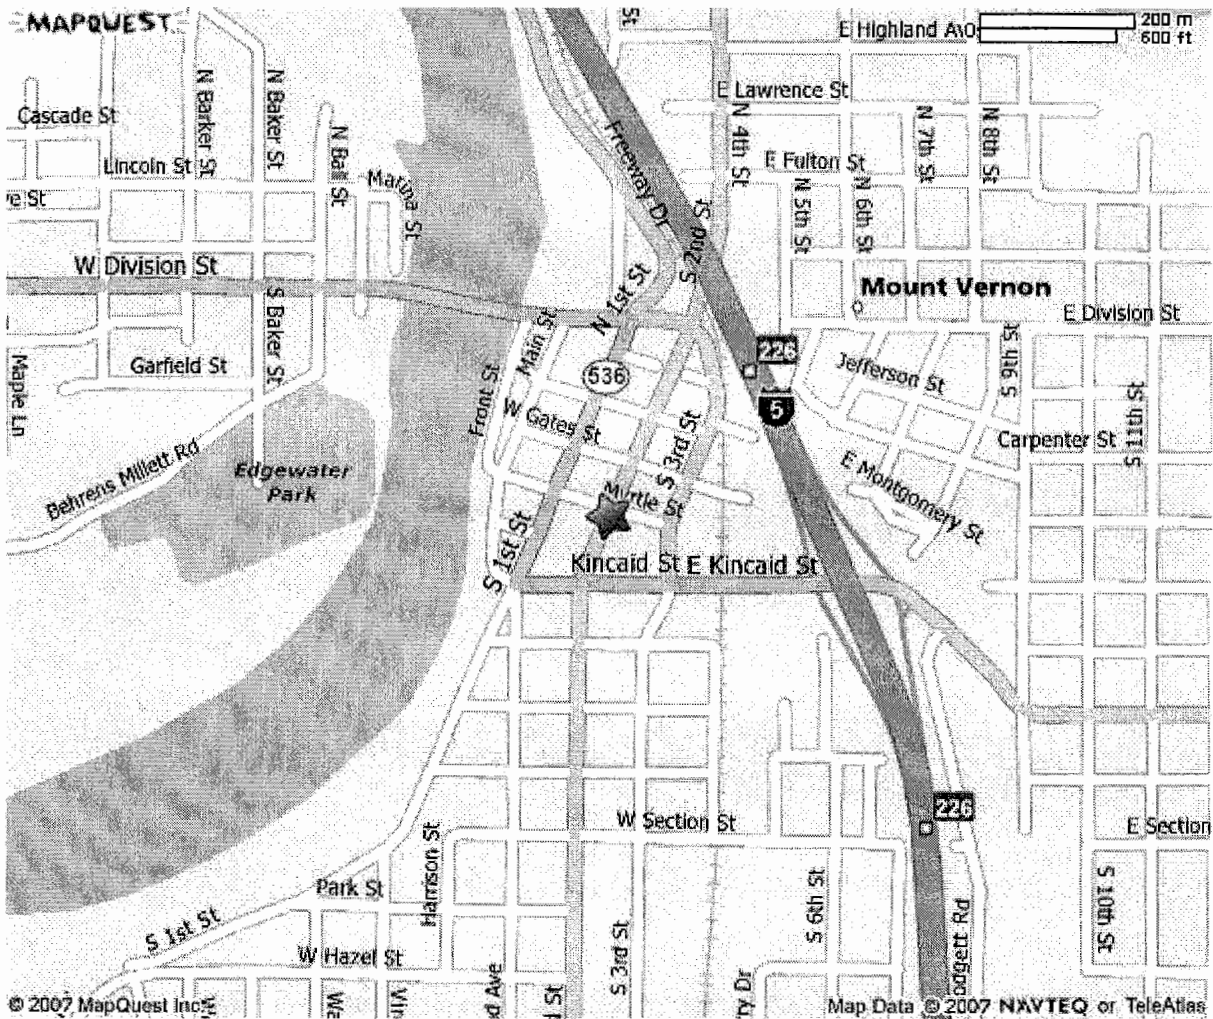 MAPQUEST
200 m
600 ft
E Highland
E Lawrence St
N Barker St
N Baker St
Cascade St
N Ball St
Lincoln St
Marina St
Freeway Dr
N 4th St
E Fulton St
N 5th St
N 6th St
N 7th St
N 8th St
W Division St
S 2nd St
N 1st St
Mount Vernon
E Division St
S Baker St
Main St
226
Garfield St
Maple Ln
Front St
536
Jefferson St
5
W Gates St
S 3rd St
Carpenter St
S 11th St
Behrens Millett Rd
Edgewater
Park
Myrtle St
E Montgomery St
S 1st St
Kincaid St
E Kincaid St
226
W Section St
E Section
Harrison St
Park St
S 6th St
S 10th St
S 1st St
W Hazel St
S 3rd St
© 2007 MapQuest Inc.
Map Data © 2007 NAVTEQ or TeleAtlas